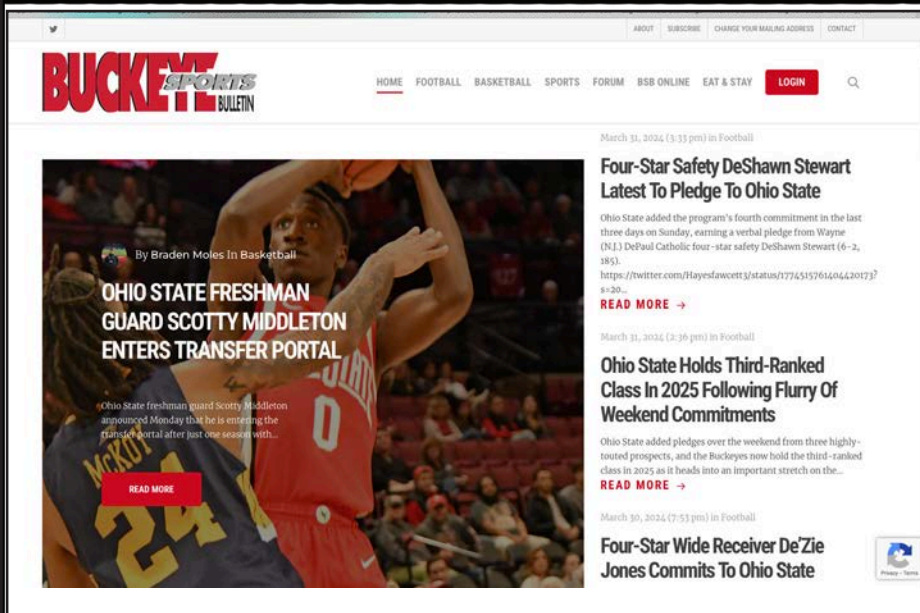 ABOUT
SUBSCRIBE
CHANGE YOUR MAILING ADDRESS
CONTACT
BUCKEYE
SPORTS
BULLETIN
HOME
FOOTBALL
BASKETBALL
SPORTS
FORUM
BSB ONLINE
EAT & STAY
LOGIN
By Braden Moles In Basketball
OHIO STATE FRESHMAN
GUARD SCOTTY MIDDLETON
ENTERS TRANSFER PORTAL
Ohio State freshman guard Scotty Middleton
announced Monday that he is entering the
transfer portal after just one season with...
READ MORE
0
McKOY
24
March 31, 2024 (3:33 pm) in Football
Four-Star Safety DeShawn Stewart
Latest To Pledge To Ohio State
Ohio State added the program's fourth commitment in the last
three days on Sunday, earning a verbal pledge from Wayne
(N.J.) DePaul Catholic four-star safety DeShawn Stewart (6-2,
185).
https://twitter.com/Hayesfawcett3/status/1774515761404420173?
s=20...
READ MORE →
March 31, 2024 (2:36 pm) in Football
Ohio State Holds Third-Ranked
Class In 2025 Following Flurry Of
Weekend Commitments
Ohio State added pledges over the weekend from three highly-
touted prospects, and the Buckeyes now hold the third-ranked
class in 2025 as it heads into an important stretch on the...
READ MORE →
March 30, 2024 (7:53 pm) in Football
Four-Star Wide Receiver De'Zie
Jones Commits To Ohio State
Privacy - Terms